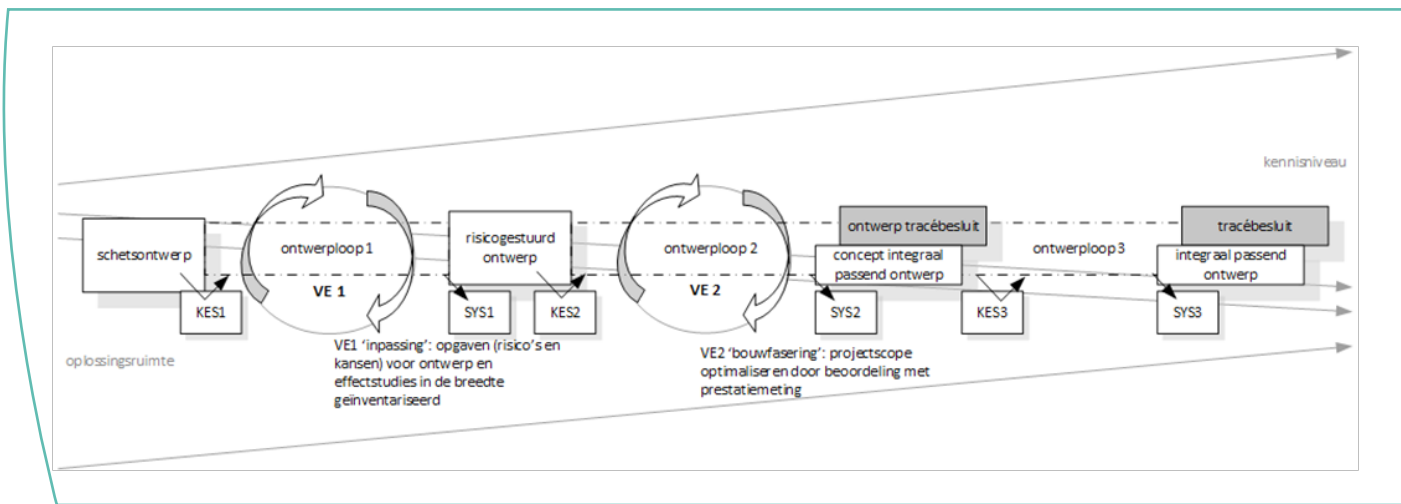 kennisniveau
schetsontwerp
KES1
ontwerploop 1
VE 1
VE1 ‘inpassing’: opgaven (risico’s en
kansen) voor ontwerp en
effectstudies in de breedte
geïnventariseerd
risicogestuurd
ontwerp
SYS1
KES2
ontwerploop 2
VE 2
VE2 ‘bouwfasering’: projectscope
optimaliseren door beoordeling met
prestatiemeting
ontwerp tracébesluit
concept integraal
passend ontwerp
SYS2
ontwerploop 3
KES3
tracébesluit
integraal passend
ontwerp
SYS3
oplossingsruimte